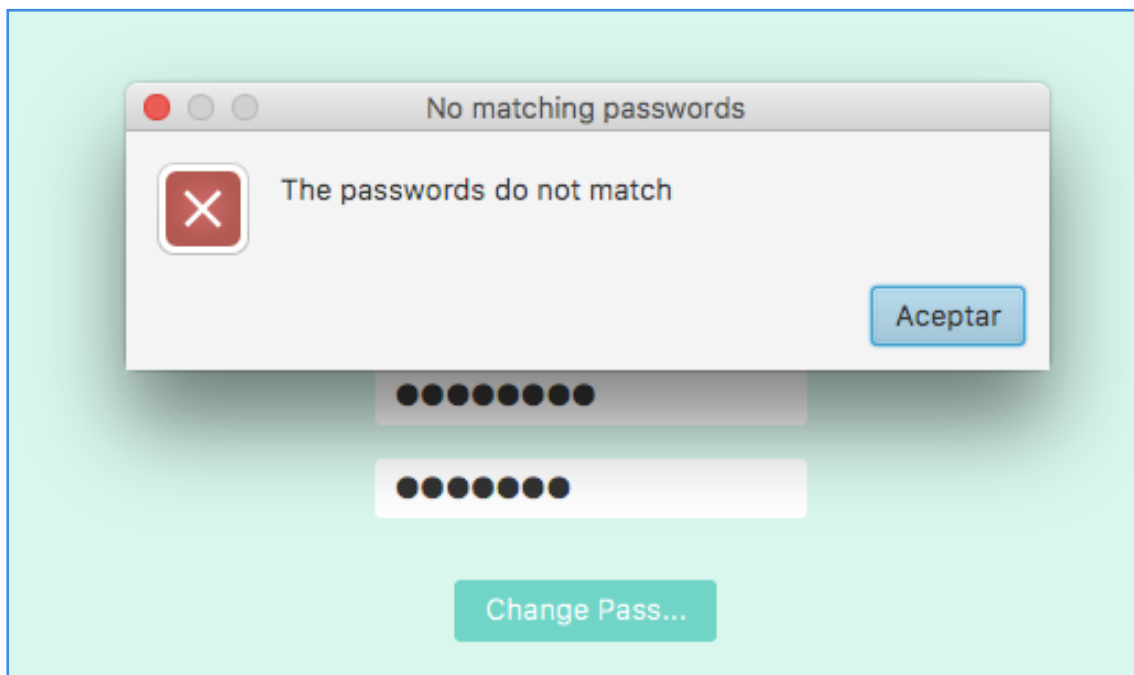 No matching passwords
The passwords do not match
Aceptar
●●●●●●●●
●●●●●●●
Change Pass...